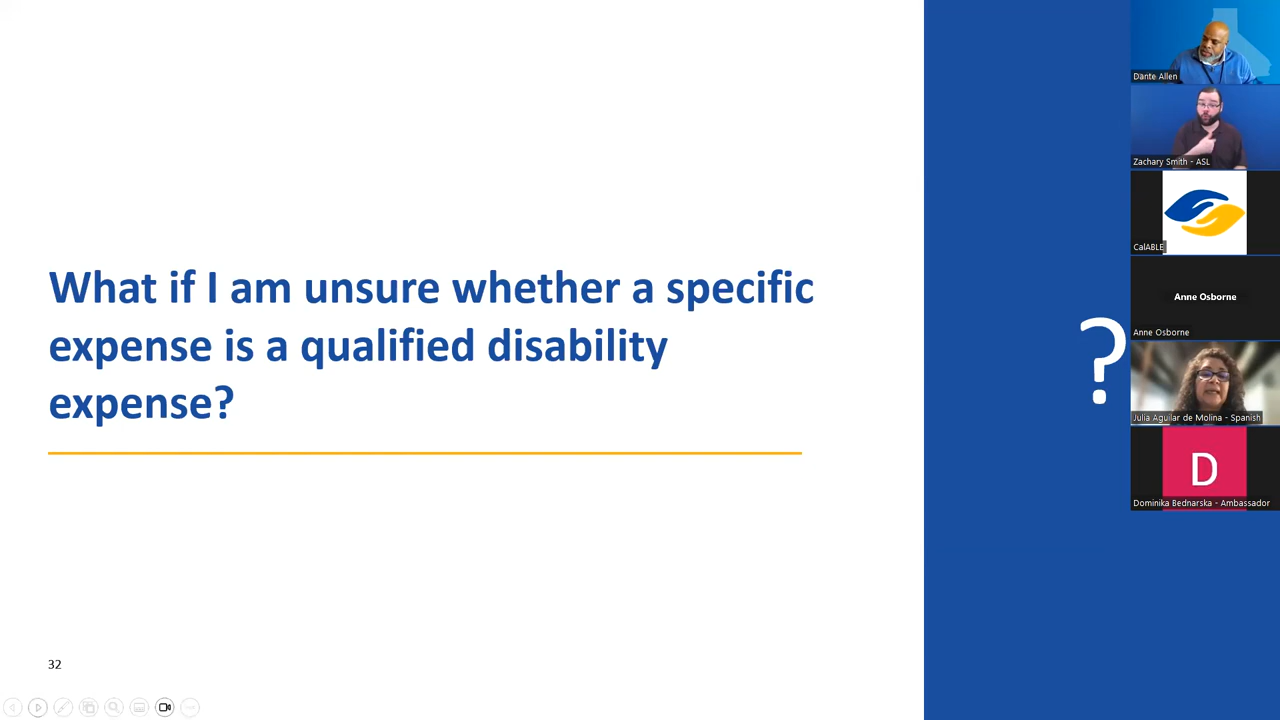 What if I am unsure whether a specific
expense is a qualified disability
expense?
32
?
Dante Allen
Zachary Smith - ASL
CalABLE
Anne Osborne
Anne Osborne
Julia Aguilar de Molina - Spanish
D
Dominika Bednarska - Ambassador